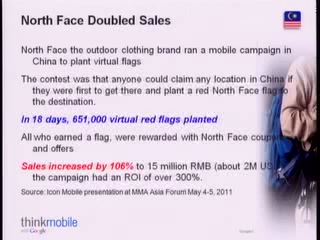 North Face Doubled Sales
North Face the outdoor clothing brand ran a mobile campaign in
China to plant virtual flags
The contest was that anyone could claim any location in China if
they were first to get there and plant a red North Face flag to
the destination.
In 18 days, 651,000 virtual red flags planted
All who earned a flag, were rewarded with North Face
and offers
Sales increased by 106% to 15 million RMB (about 2M
the campaign had an ROI of over 300%.
Source: Icon Mobile presentation at MMA Asia Forum May 4-5, 2011
thinkmobile
with Google